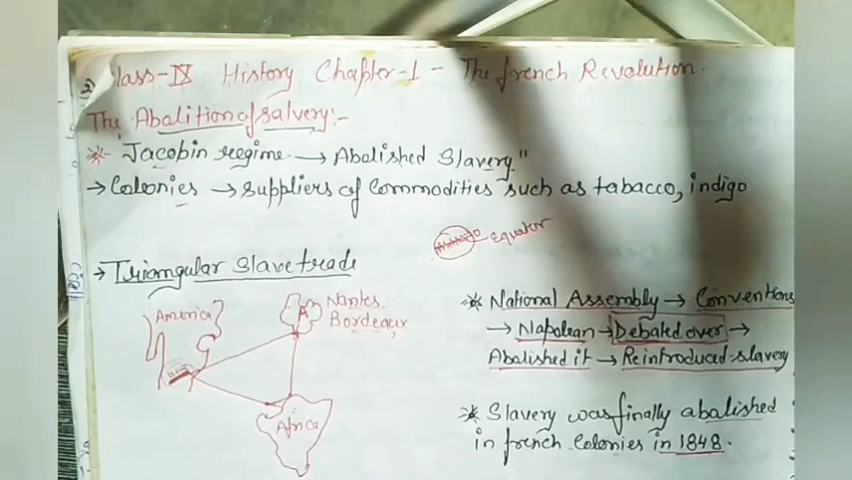 Class-IX History Chapter-1 - The french Revolution.
The Abalition of salvery:-
"Jacobin regime → Abalished Slavery"
→ Colonies → suppliers of Commodities such as tabacco, indigo
equator
→ Triangular Slave trade
America
Nantes
Bordeaux
A
Africa
* National Assembly → Conventions
→ Napolean → Debated over →
Abalished it → Reintroduced slavery
* Slavery was finally abalished
in french Colonies in 1848.